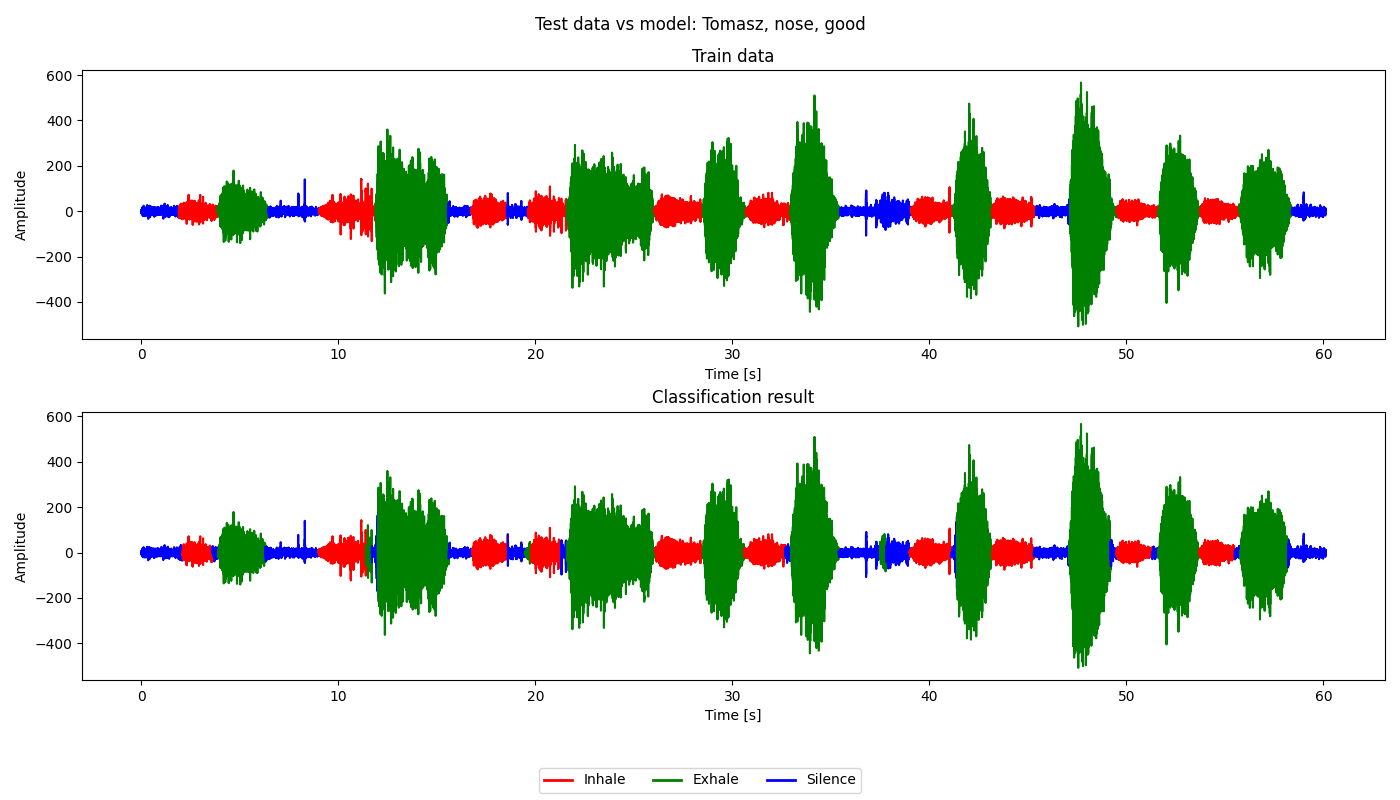 Test data vs model: Tomasz, nose, good
Train data
600
400
200
0
−200
−400
Amplitude
0 10 20 30 40 50 60
Time [s]
Classification result
600
400
200
0
−200
−400
Amplitude
0 10 20 30 40 50 60
Time [s]
Inhale Exhale Silence